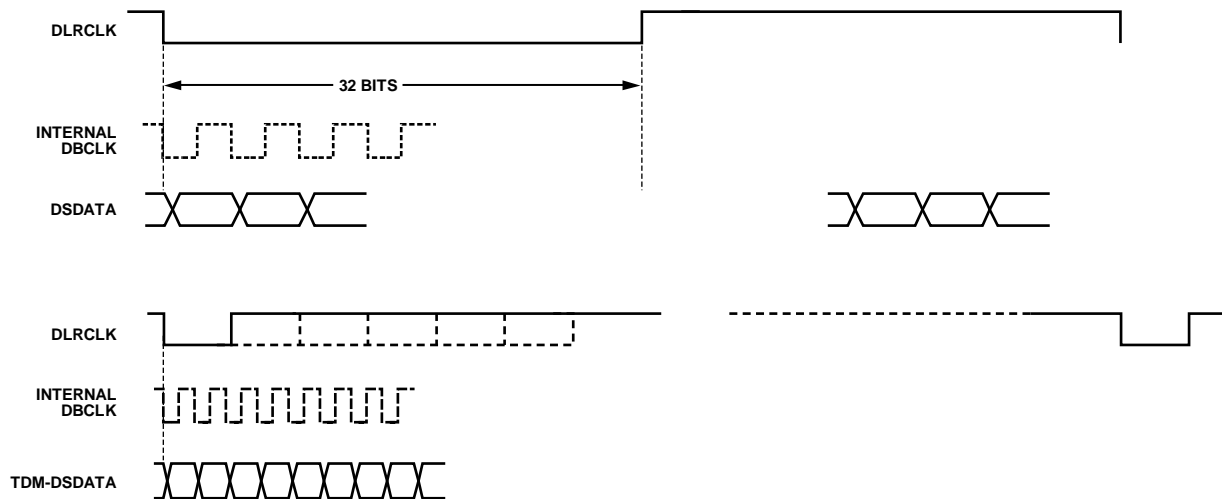 DLRCLK
32 BITS
INTERNAL
DBCLK
DSDATA
DLRCLK
INTERNAL
DBCLK
TDM-DSDATA